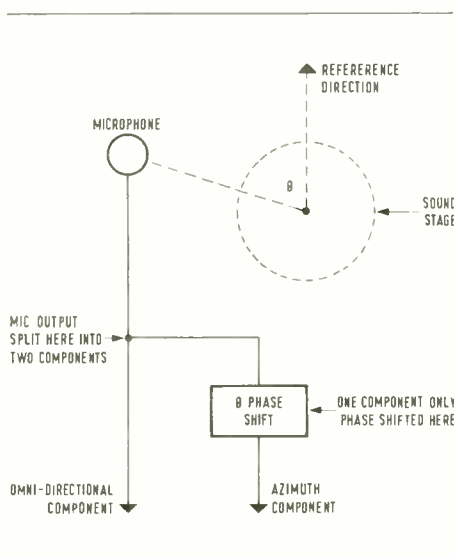 REFERERENCE
DIRECTION
MICROPHONE
θ
SOUND
STAGE
MIC OUTPUT
SPLIT HERE INTO
TWO COMPONENTS
θ PHASE
SHIFT
ONE COMPONENT ONLY
PHASE SHIFTED HERE
OMNI-DIRECTIONAL
COMPONENT
AZIMUTH
COMPONENT